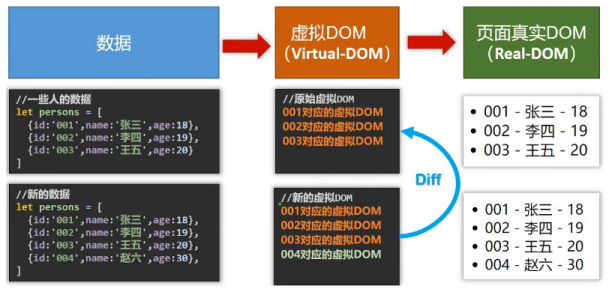 数据
虚拟DOM
（Virtual-DOM）
页面真实DOM
（Real-DOM）
//一些人的数据
let persons = [
{id:'001',name:'张三',age:18},
{id:'002',name:'李四',age:19},
{id:'003',name:'王五',age:20}
]
//原始虚拟DOM
001对应的虚拟DOM
002对应的虚拟DOM
003对应的虚拟DOM
• 001 - 张三 - 18
• 002 - 李四 - 19
• 003 - 王五 - 20
Diff
//新的数据
let persons = [
{id:'001',name:'张三',age:18},
{id:'002',name:'李四',age:19},
{id:'003',name:'王五',age:20},
{id:'004',name:'赵六',age:30},
]
//新的虚拟DOM
001对应的虚拟DOM
002对应的虚拟DOM
003对应的虚拟DOM
004对应的虚拟DOM
• 001 - 张三 - 18
• 002 - 李四 - 19
• 003 - 王五 - 20
• 004 - 赵六 - 30